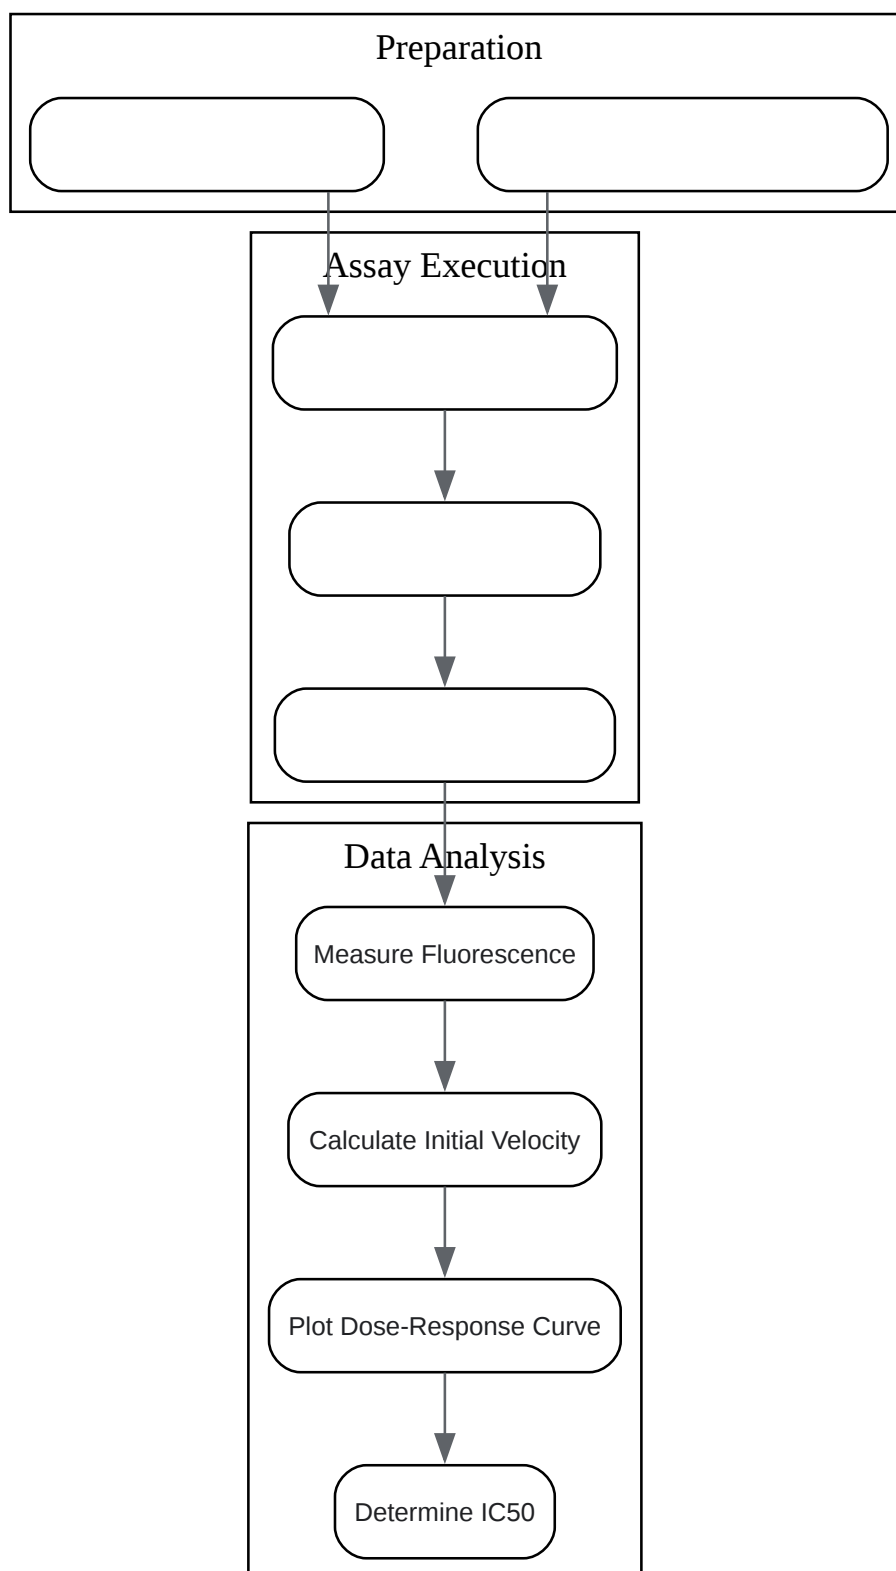 Preparation
Assay Execution
Data Analysis
Measure Fluorescence
Calculate Initial Velocity
Plot Dose-Response Curve
Determine IC50